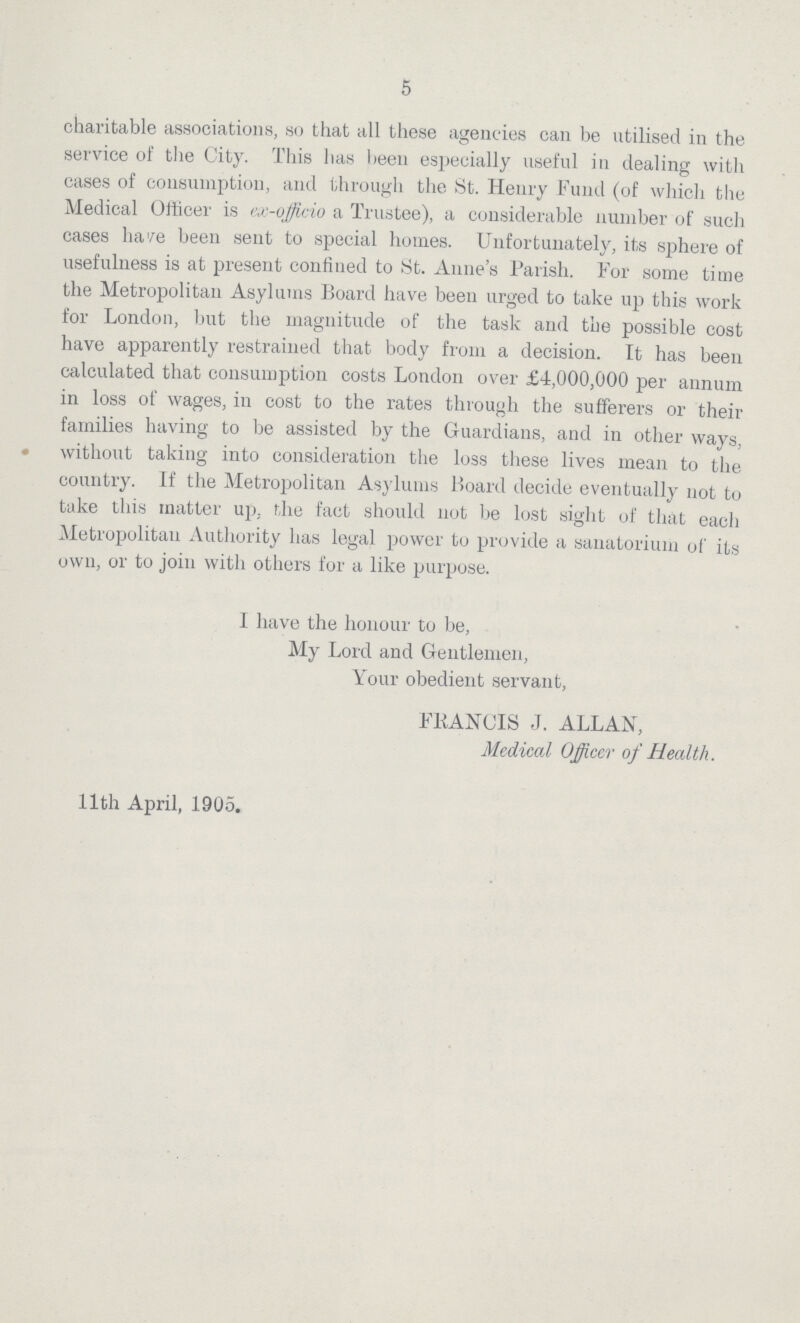 5
charitable associations, so that all these agencies can be utilised in the
service of the City. This has been especially useful in dealing with
cases of consumption, and through the St. Henry Fund (of which the
Medical Officer is ex-officio a Trustee), a considerable number of such
cases have been sent to special homes. Unfortunately, its sphere of
usefulness is at present confined to St. Anne's Parish. For some time
the Metropolitan Asylums Board have been urged to take up this work
for London, but the magnitude of the task and the possible cost
have apparently restrained that body from a decision. It has been
calculated that consumption costs London over £4,000,000 per annum
in loss of wages, in cost to the rates through the sufferers or their
families having to be assisted by the Guardians, and in other ways,
without taking into consideration the loss these lives mean to the
country. If the Metropolitan Asylums Board decide eventually not to
take this matter up, the fact should not be lost sight of that each
Metropolitan Authority has legal power to provide a sanatorium of its
own, or to join with others for a like purpose.
I have the honour to be,
My Lord and Gentlemen,
Your obedient servant,
FRANCIS J. ALLAN,
Medical Officer of Health.
11th April, 1905.